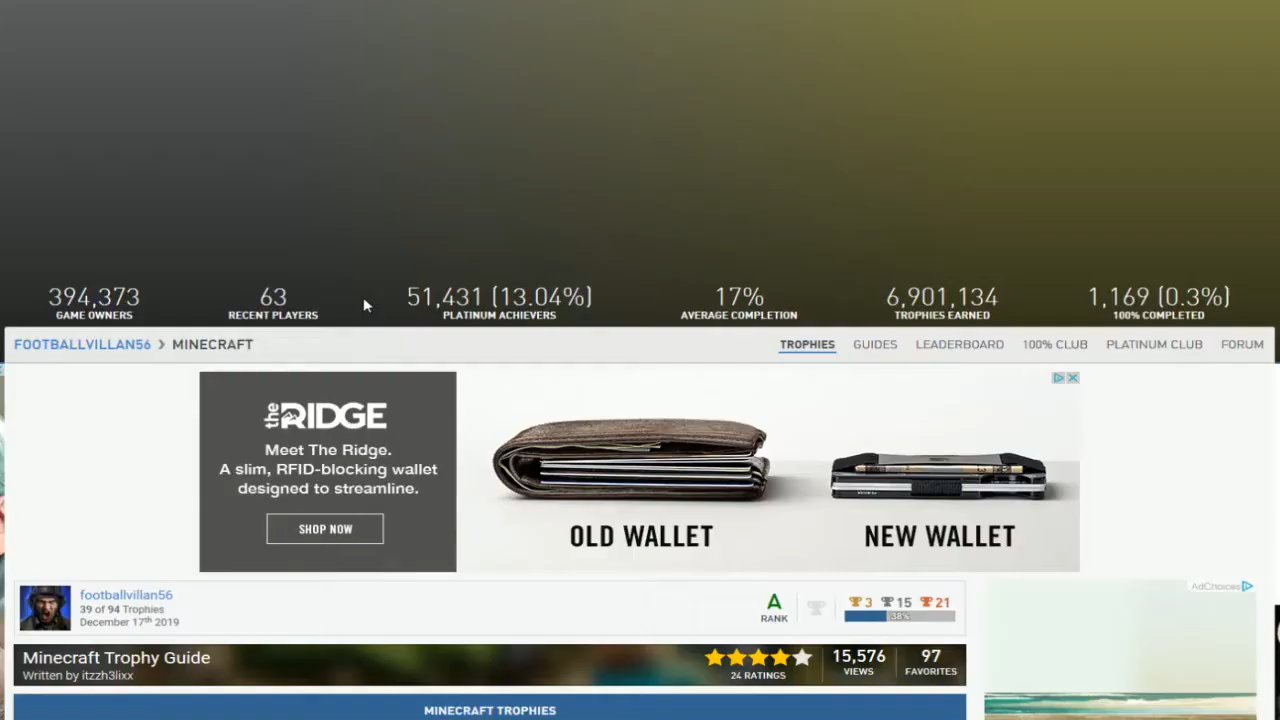 394,373
GAME OWNERS
63
RECENT PLAYERS
51,431 (13.04%)
PLATINUM ACHIEVERS
17%
AVERAGE COMPLETION
6,901,134
TROPHIES EARNED
1,169 (0.3%)
100% COMPLETED
FOOTBALLVILLAN56 > MINECRAFT
TROPHIES GUIDES LEADERBOARD 100% CLUB PLATINUM CLUB FORUM
the RIDGE
Meet The Ridge.
A slim, RFID-blocking wallet
designed to streamline.
SHOP NOW
OLD WALLET
NEW WALLET
AdChoices
footballvillan56
39 of 94 Trophies
December 17th 2019
A
RANK
3 15 21
38%
Minecraft Trophy Guide
Written by itzzh3lixx
24 RATINGS
15,576
VIEWS
97
FAVORITES
MINECRAFT TROPHIES